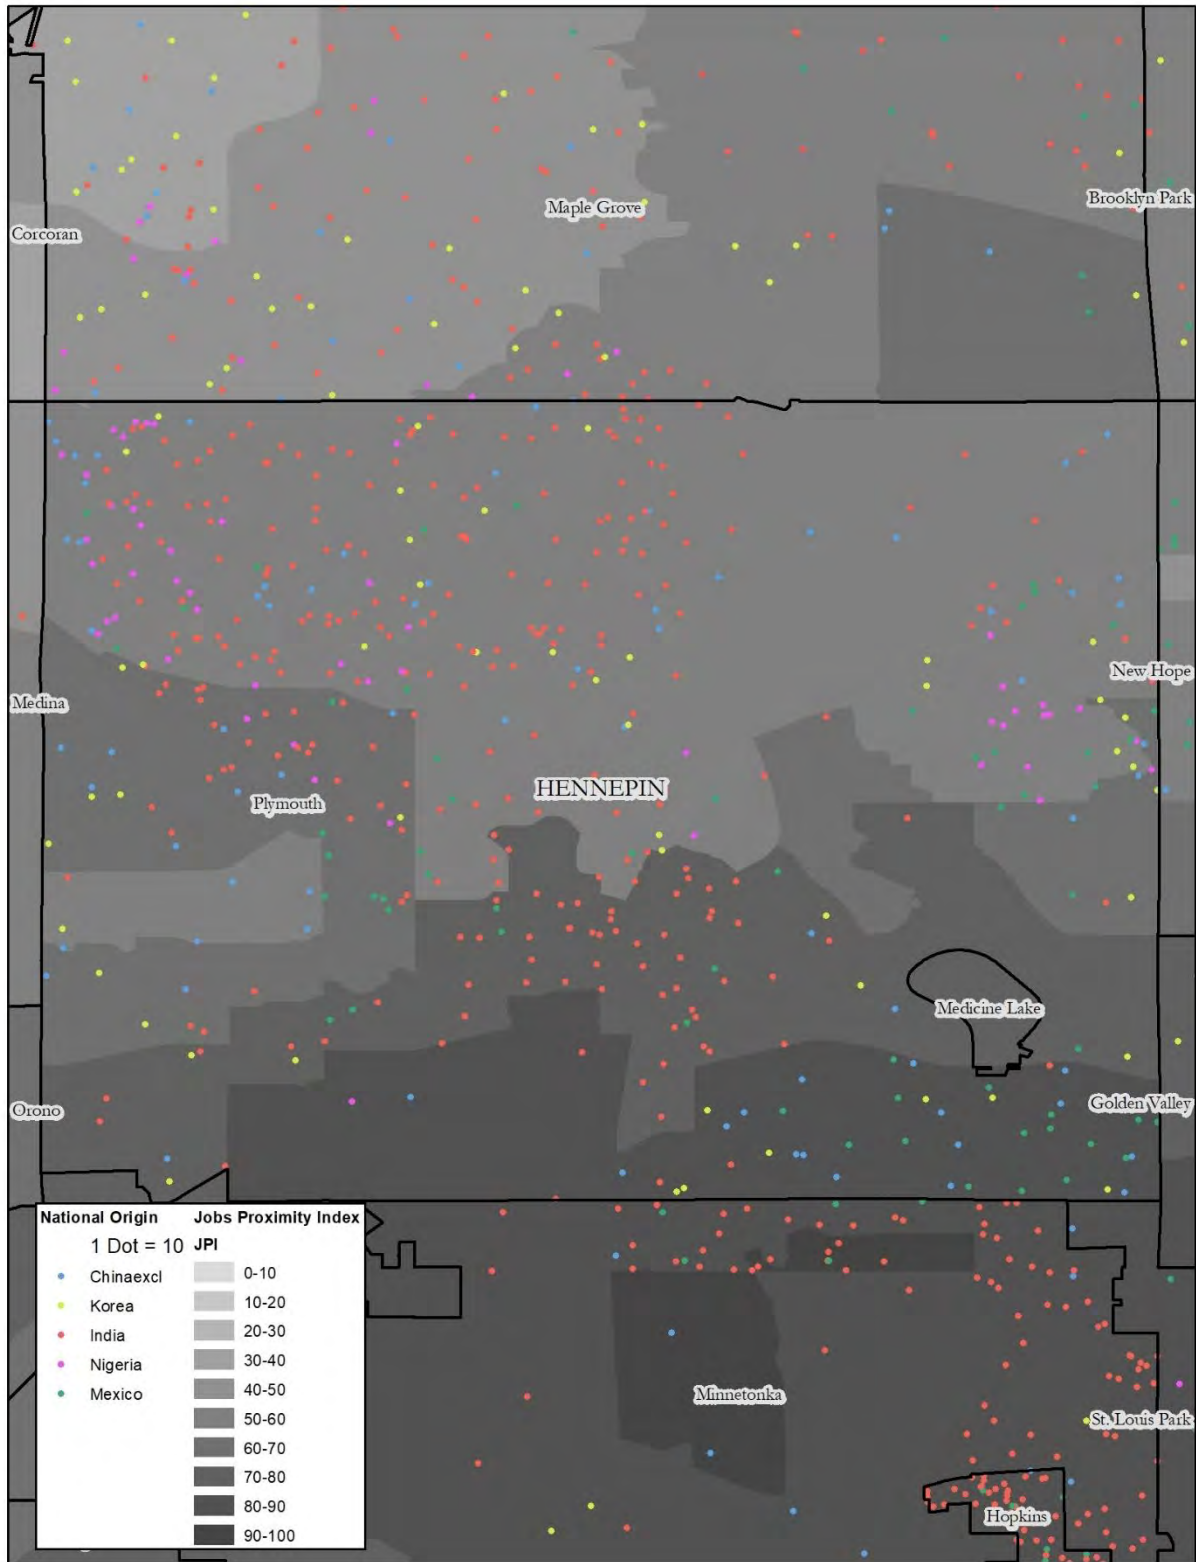 Maple Grove
Brooklyn Park
Corcoran
New Hope
Medina
HENNEPIN
Plymouth
Medicine Lake
Orono
Golden Valley
National Origin
1 Dot = 10
Chinaexcl
Korea
India
Nigeria
Mexico
Jobs Proximity Index
JPI
0-10
10-20
20-30
30-40
40-50
50-60
60-70
70-80
80-90
90-100
Minnetonka
St. Louis Park
Hopkins